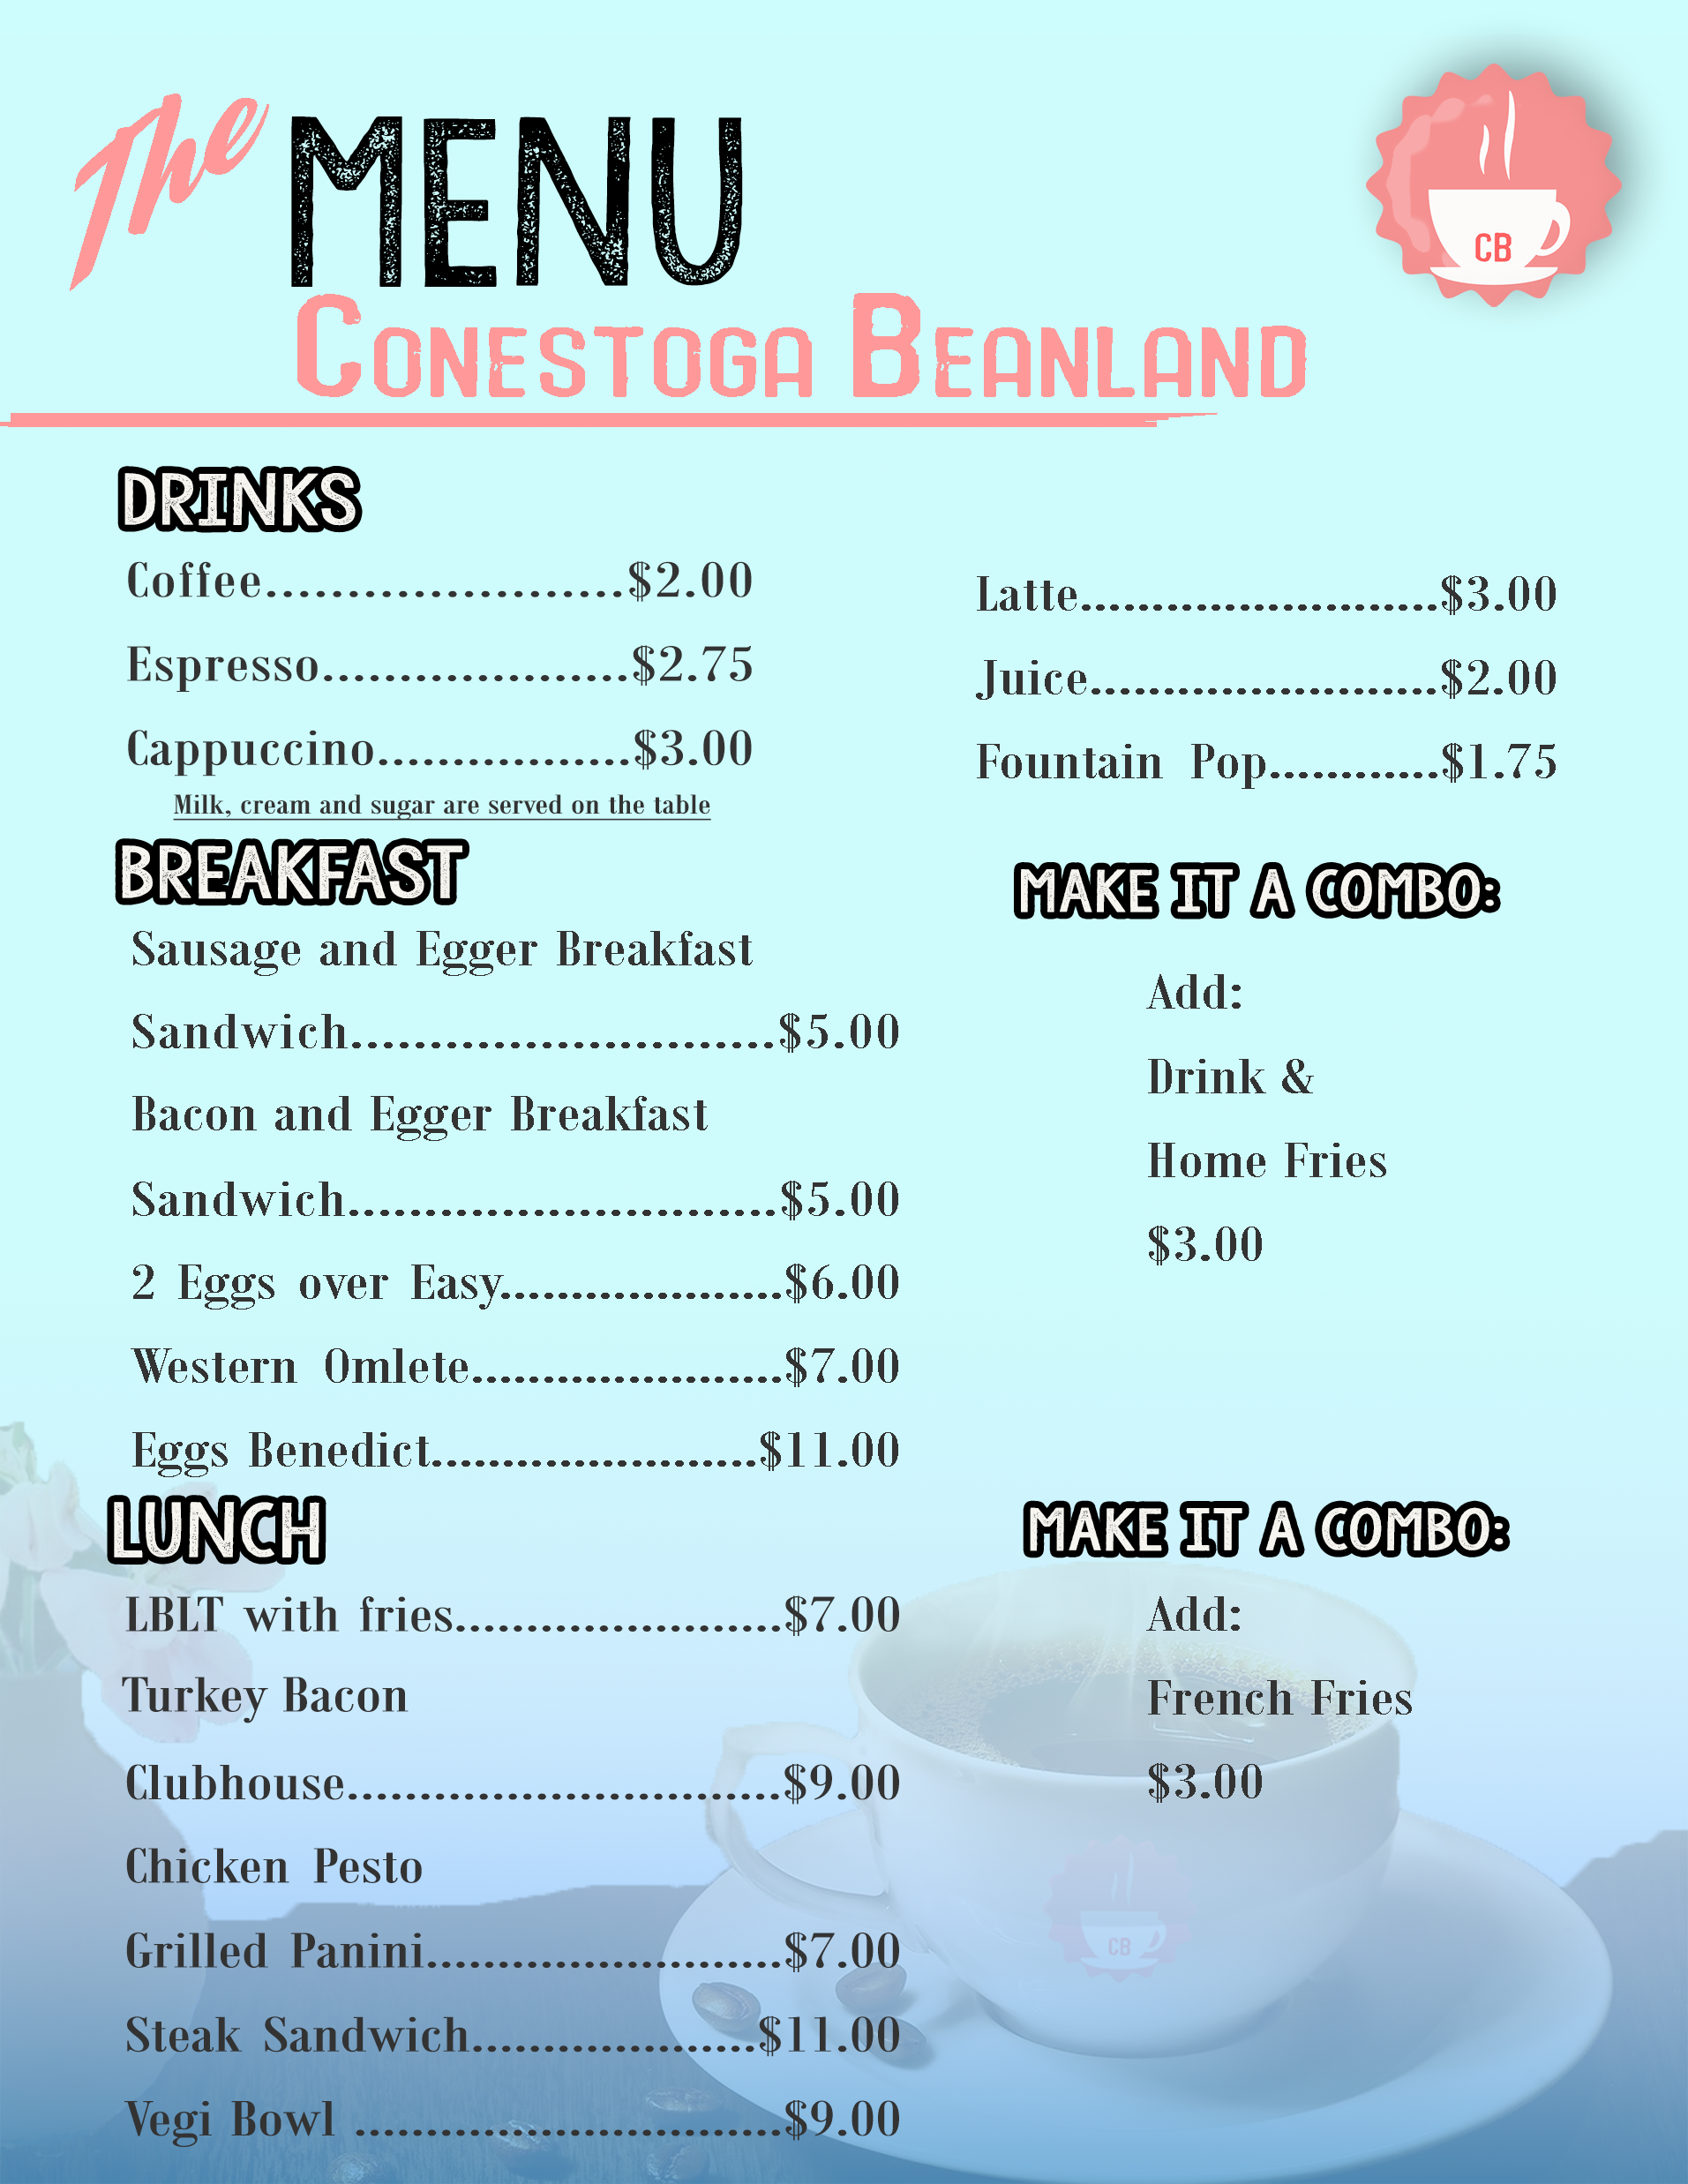 The MENU
CONESTOGA BEANLAND
CB
DRINKS
Coffee......................$2.00
Espresso....................$2.75
Cappuccino.................$3.00
Milk, cream and sugar are served on the table
Latte.........................$3.00
Juice........................$2.00
Fountain Pop............$1.75
BREAKFAST
Sausage and Egger Breakfast
Sandwich...........................$5.00
Bacon and Egger Breakfast
Sandwich............................$5.00
2 Eggs over Easy....................$6.00
Western Omlete......................$7.00
Eggs Benedict.......................$11.00
MAKE IT A COMBO:
Add:
Drink &
Home Fries
$3.00
LUNCH
LBLT with fries.......................$7.00
Turkey Bacon
Clubhouse..............................$9.00
Chicken Pesto
Grilled Panini.........................$7.00
Steak Sandwich....................$11.00
Vegi Bowl ..............................$9.00
MAKE IT A COMBO:
Add:
French Fries
$3.00
CB